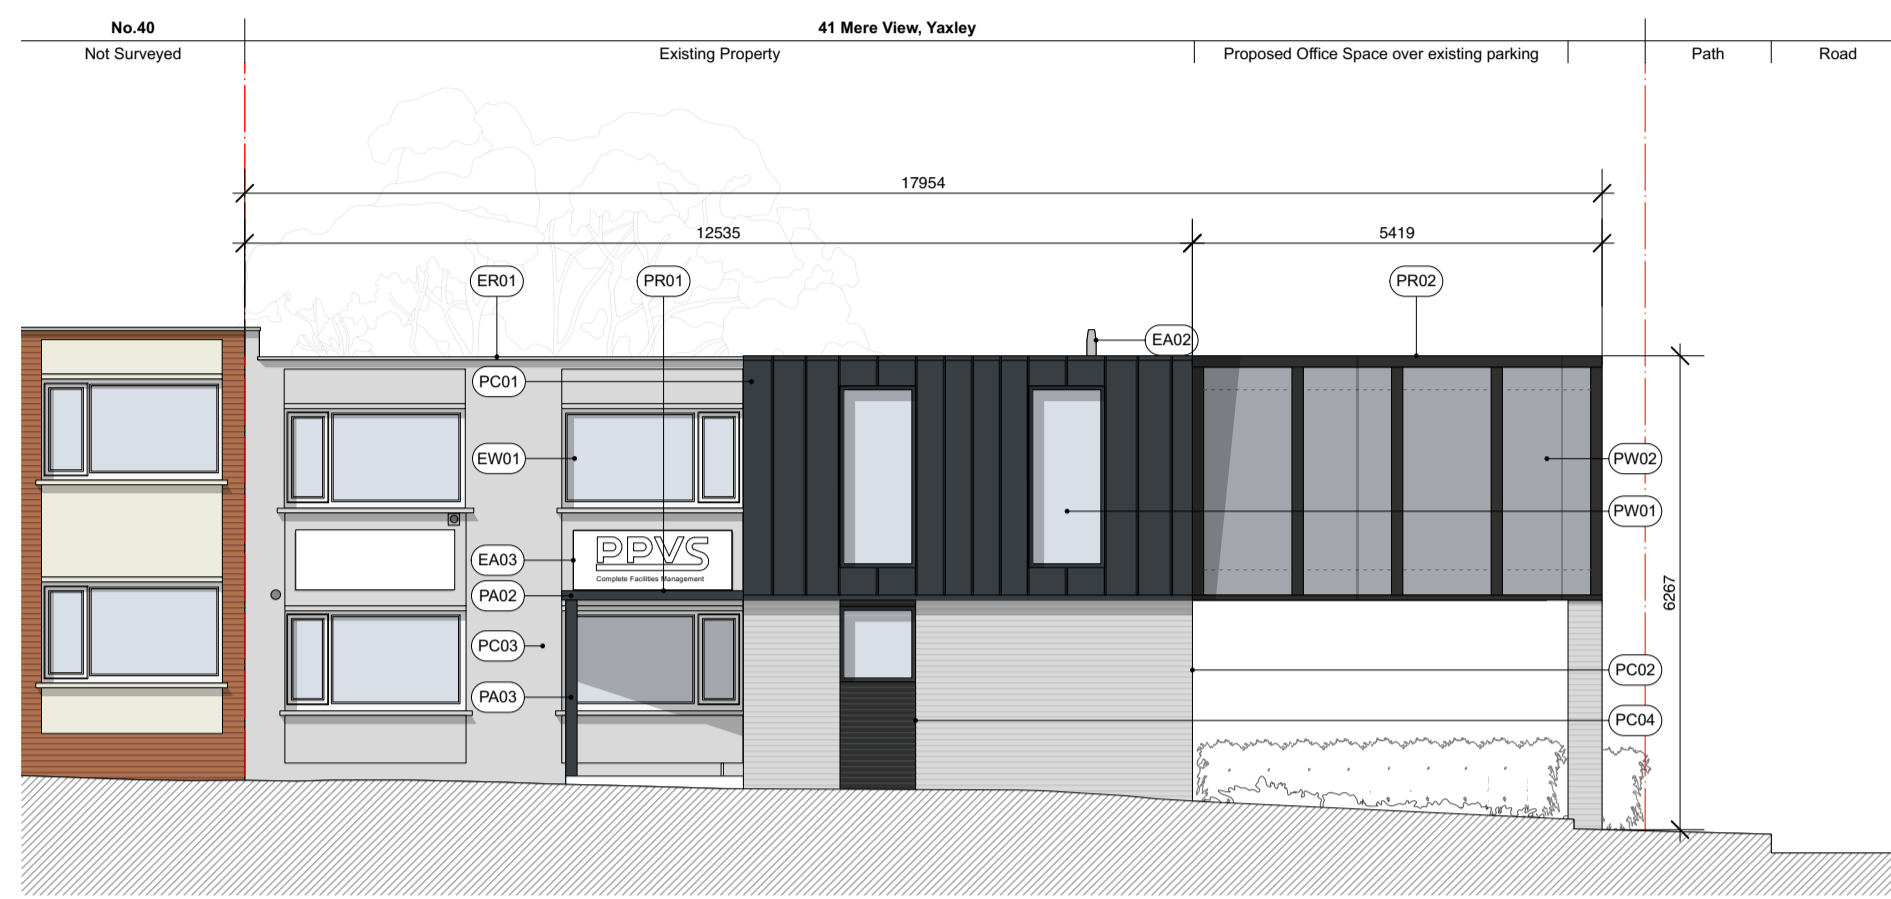 No.40
41 Mere View, Yaxley
Not Surveyed
Existing Property
Proposed Office Space over existing parking
Path
Road
17954
12535
5419
ER01
PR01
PR02
EA02
PC01
EW01
PW02
PW01
PPVS
Complete Facilities Management
EA03
PA02
6267
PC03
PC02
PA03
PC04